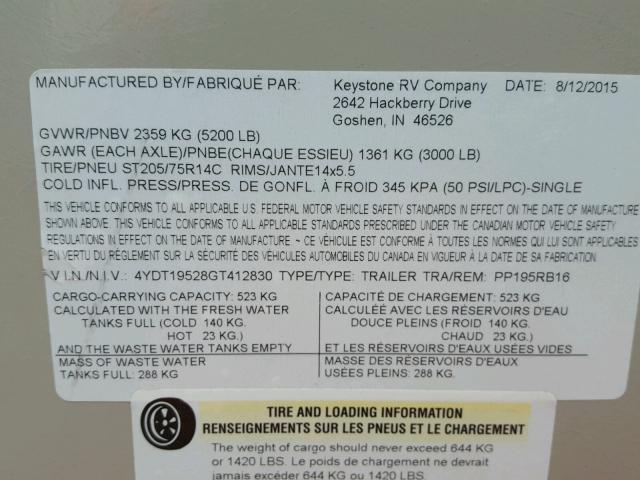 MANUFACTURED BY/FABRIQUÉ PAR: Keystone RV Company DATE: 8/12/2015
2642 Hackberry Drive
Goshen, IN 46526
GVWR/PNBV 2359 KG (5200 LB)
GAWR (EACH AXLE)/PNBE(CHAQUE ESSIEU) 1361 KG (3000 LB)
TIRE/PNEU ST205/75R14C RIMS/JANTE14x5.5
COLD INFL. PRESS/PRESS. DE GONFL. À FROID 345 KPA (50 PSI/LPC)-SINGLE
THIS VEHICLE CONFORMS TO ALL APPLICABLE U.S. FEDERAL MOTOR VEHICLE SAFETY STANDARDS IN EFFECT ON THE DATE OF MANUFACTURE
SHOWN ABOVE. THIS VEHICLE CONFORMS TO ALL APPLICABLE STANDARDS PRESCRIBED UNDER THE CANADIAN MOTOR VEHICLE SAFETY
REGULATIONS IN EFFECT ON THE DATE OF MANUFACTURE ~ CE VÉHICULE EST CONFORME À TOUTES LES NORMES QUI LUI SONT APPLICABLES
EN VERTU DU RÈGLEMENT SUR LA SÉCURITÉ DES VÉHICULES AUTOMOBILES DU CANADA EN VIGUEUR À LA DATE DE SA FABRICATION.
V.I.N./N.I.V.: 4YDT19528GT412830 TYPE/TYPE: TRAILER TRA/REM: PP195RB16
CARGO-CARRYING CAPACITY: 523 KG
CALCULATED WITH THE FRESH WATER
TANKS FULL (COLD 140 KG.
HOT 23 KG.)
AND THE WASTE WATER TANKS EMPTY
MASS OF WASTE WATER
TANKS FULL: 288 KG
CAPACITÉ DE CHARGEMENT: 523 KG
CALCULÉE AVEC LES RÉSERVOIRS D'EAU
DOUCE PLEINS (FROID 140 KG.
CHAUD 23 KG.)
ET LES RÉSERVOIRS D'EAUX USÉES VIDES
MASSE DES RÉSERVOIRS D'EAUX
USÉES PLEINS: 288 KG.
TIRE AND LOADING INFORMATION
RENSEIGNEMENTS SUR LES PNEUS ET LE CHARGEMENT
The weight of cargo should never exceed 644 KG
or 1420 LBS. Le poids de chargement ne devrait
jamais excéder 644 KG ou 1420 LBS.